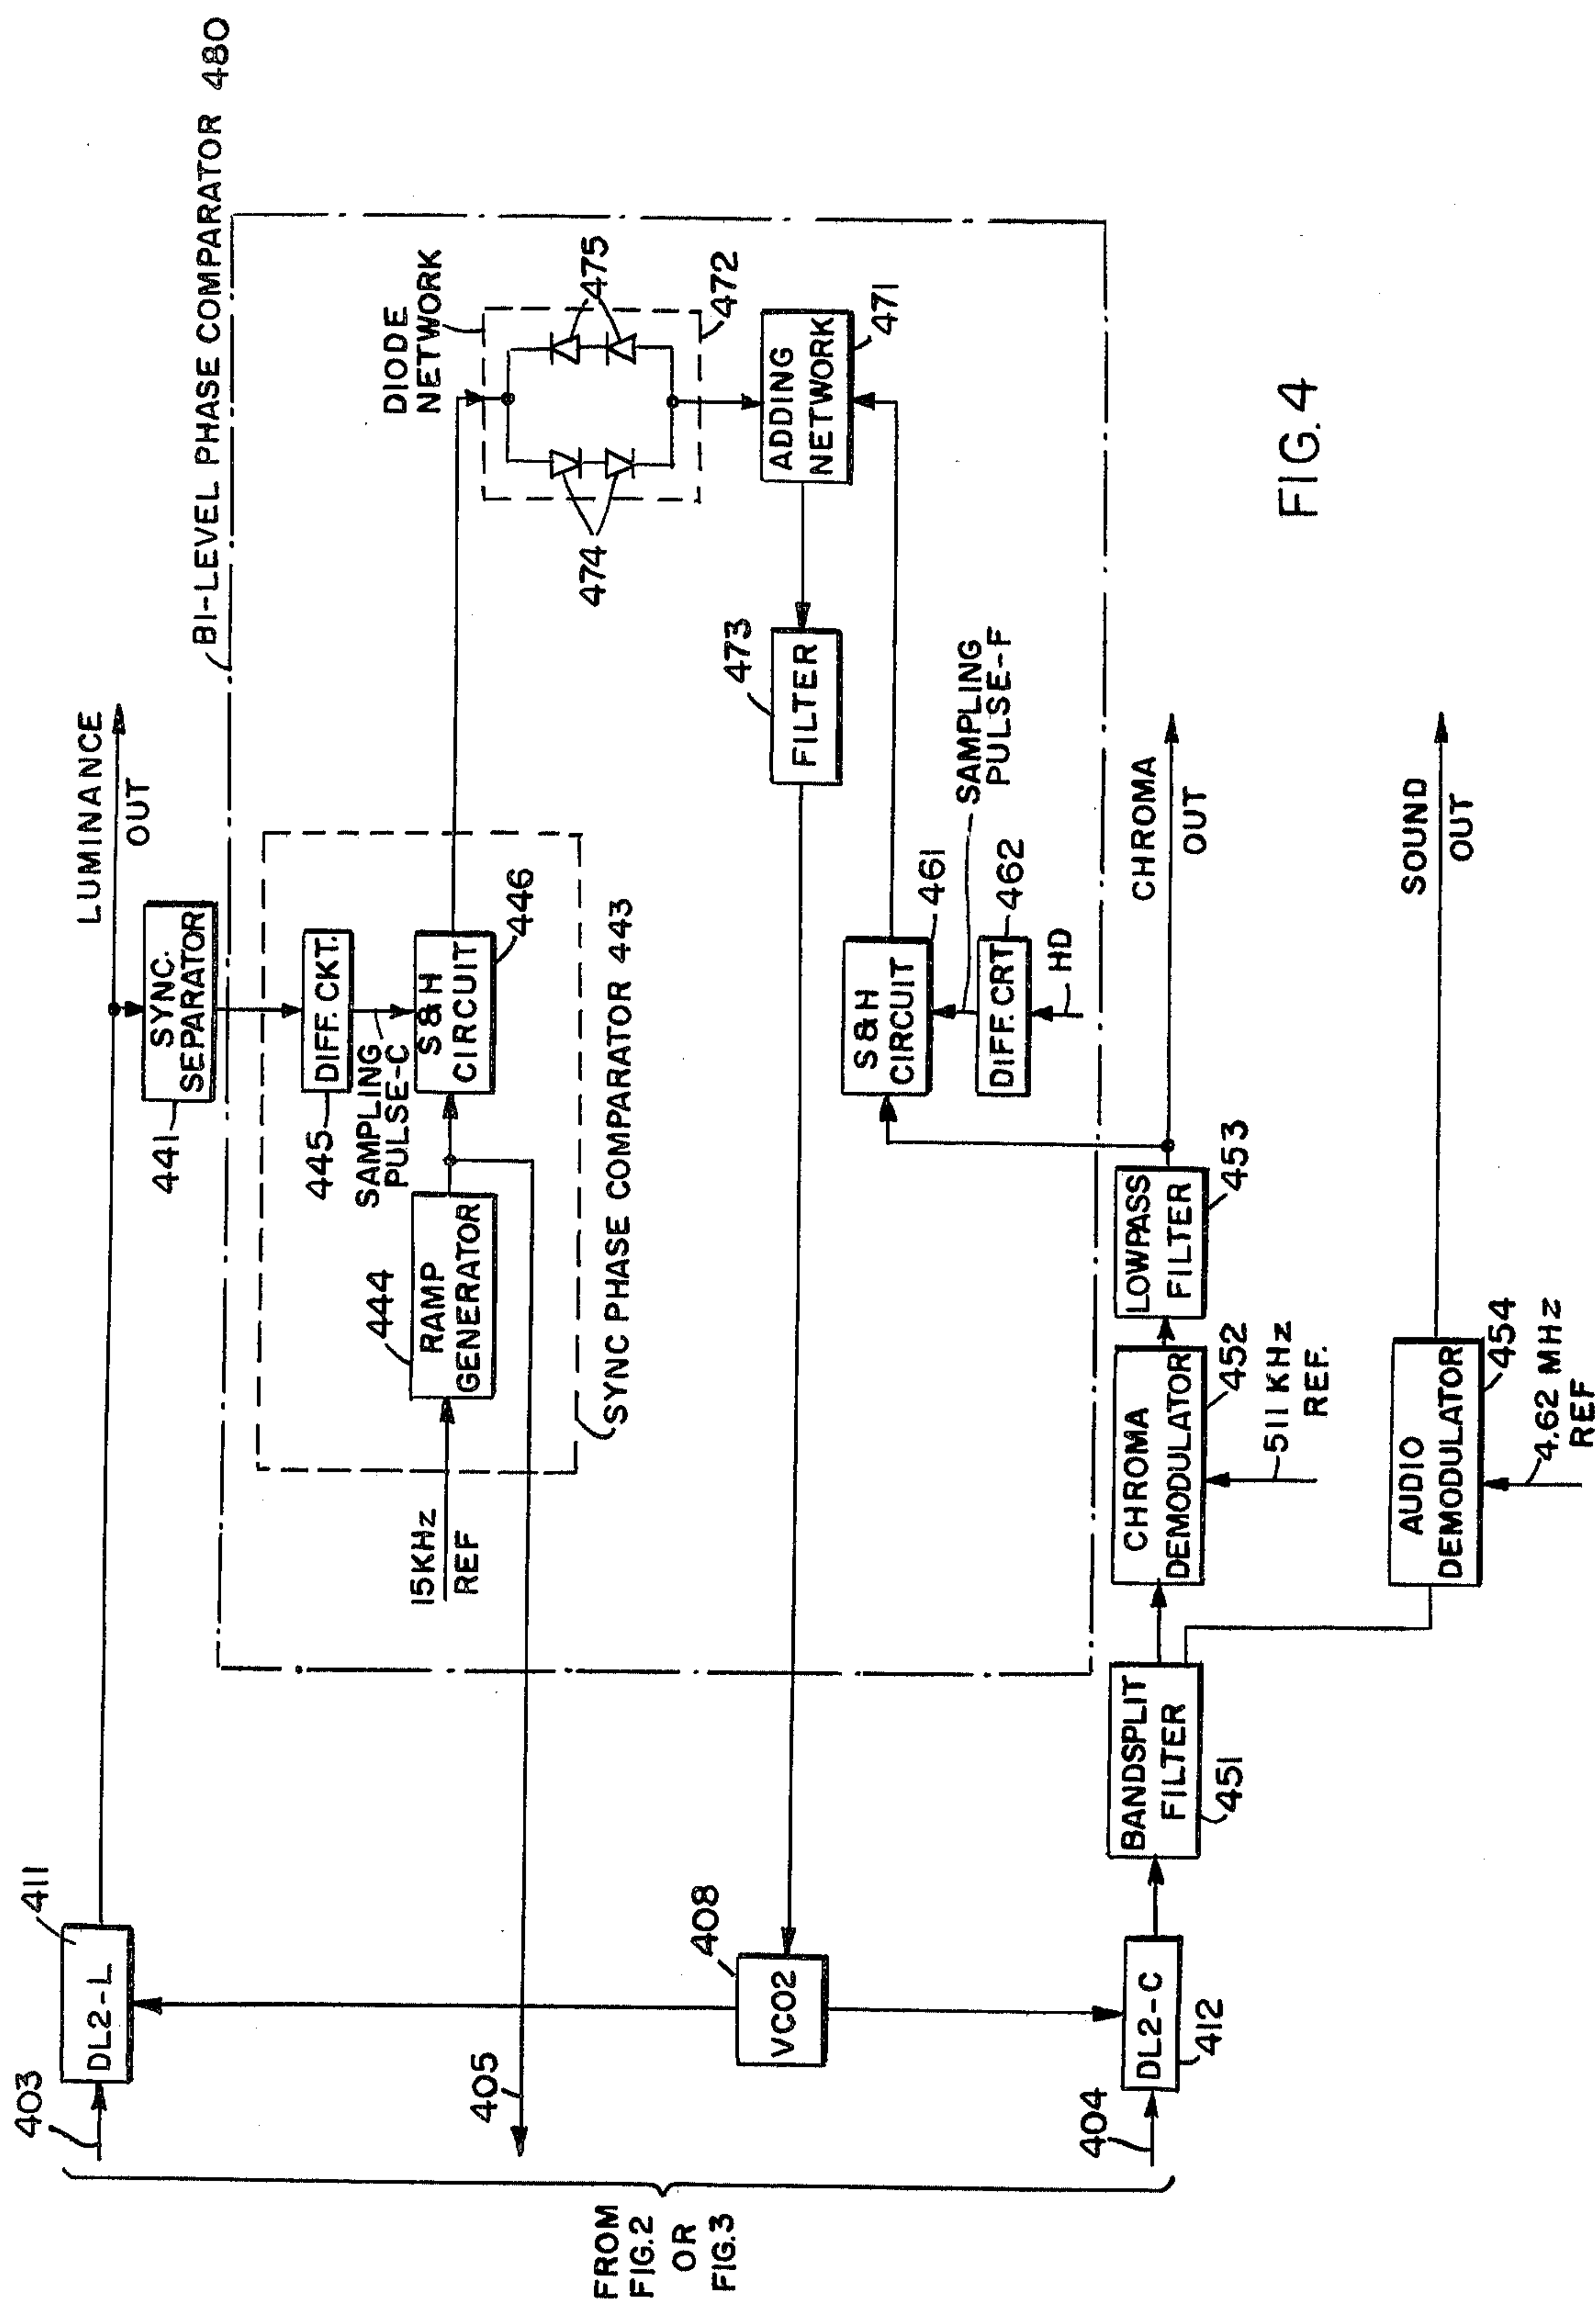 BI-LEVEL PHASE COMPARATOR 480
LUMINANCE
OUT
411
DL2-L
403
SYNC.
SEPARATOR
441
DIFF. CKT.
445
SAMPLING
PULSE-C
S&H
CIRCUIT
446
444
RAMP
GENERATOR
15KHz
REF
SYNC PHASE COMPARATOR 443
DIODE
NETWORK
474
475
472
ADDING
NETWORK
471
473
FILTER
405
408
VCO2
S&H
CIRCUIT
461
SAMPLING
PULSE-F
DIFF. CRT
462
HD
404
DL2-C
412
BANDSPLIT
FILTER
451
CHROMA
DEMODULATOR
452
511 KHz
REF.
LOWPASS
FILTER
453
CHROMA
OUT
AUDIO
DEMODULATOR
454
4.62 MHz
REF
SOUND
OUT
FROM
FIG.2
OR
FIG.3
FIG.4